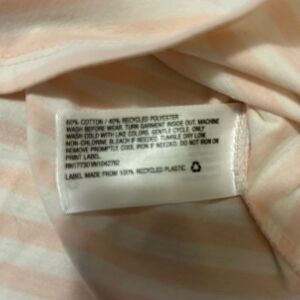 60% COTTON / 40% RECYCLED POLYESTER
WASH BEFORE WEAR. TURN GARMENT INSIDE OUT. MACHINE
WASH COLD WITH LIKE COLORS. GENTLE CYCLE. ONLY
NON-CHLORINE BLEACH IF NEEDED. TUMBLE DRY LOW.
REMOVE PROMPTLY. COOL IRON IF NEEDED. DO NOT IRON ON
PRINT LABEL.
RN17730 VN1042762
LABEL MADE FROM 100% RECYCLED PLASTIC.